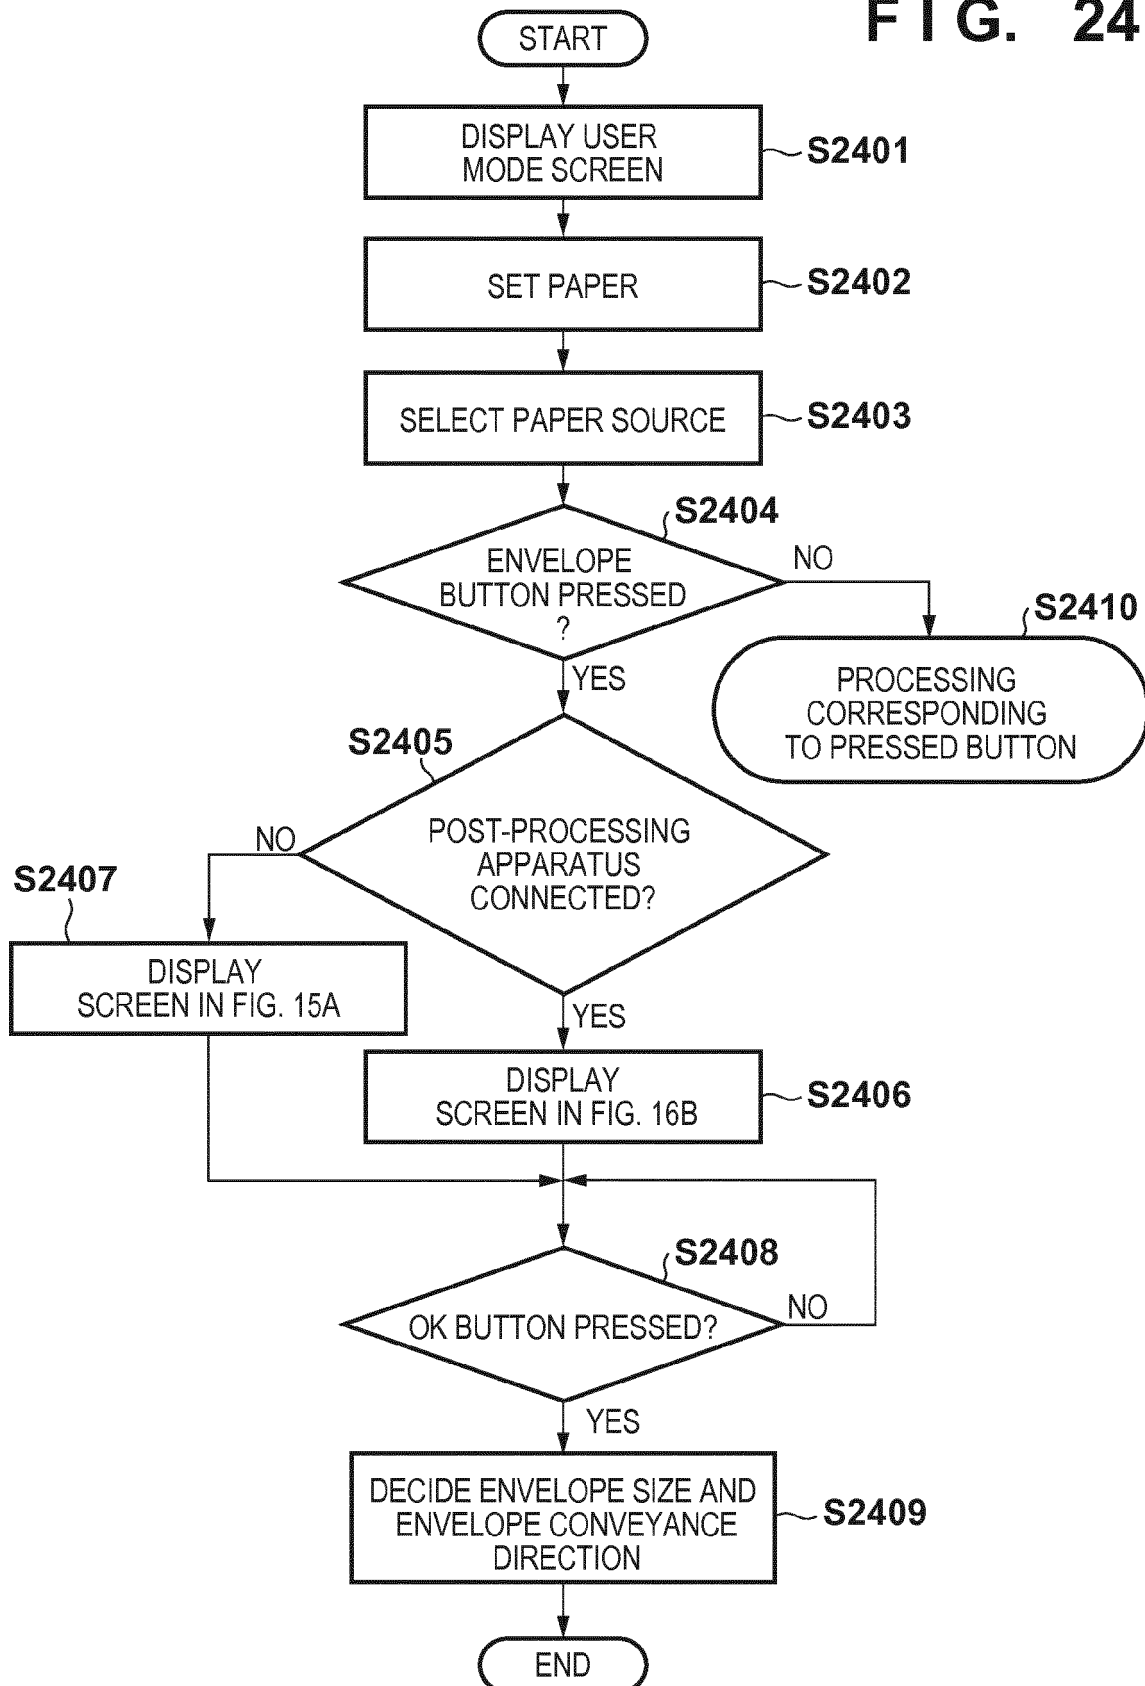 FIG. 24
START
DISPLAY USER
MODE SCREEN
S2401
SET PAPER
S2402
SELECT PAPER SOURCE
S2403
S2404
ENVELOPE
BUTTON PRESSED
?
NO
YES
S2410
PROCESSING
CORRESPONDING
TO PRESSED BUTTON
S2405
POST-PROCESSING
APPARATUS
CONNECTED?
NO
YES
S2407
DISPLAY
SCREEN IN FIG. 15A
DISPLAY
SCREEN IN FIG. 16B
S2406
S2408
OK BUTTON PRESSED?
NO
YES
DECIDE ENVELOPE SIZE AND
ENVELOPE CONVEYANCE
DIRECTION
S2409
END